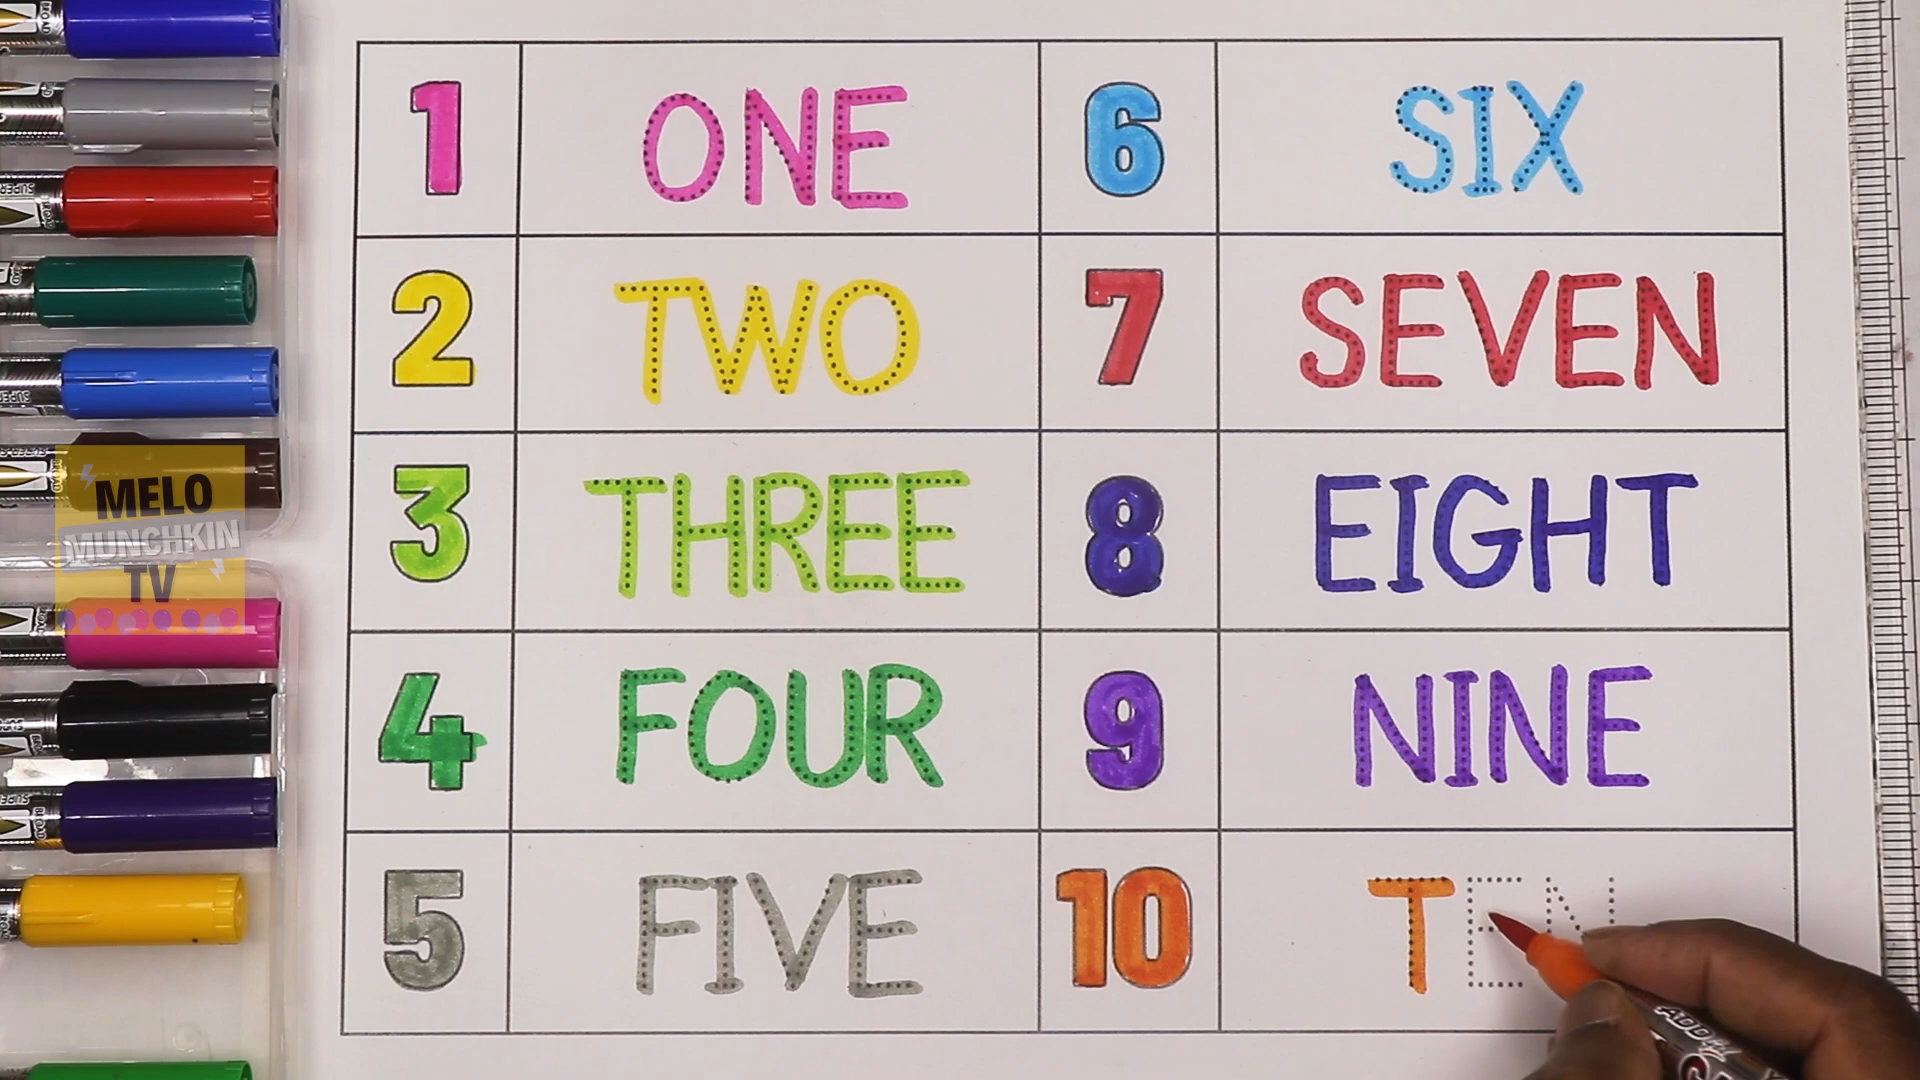 1 ONE 6 SIX
2 TWO 7 SEVEN
3 THREE 8 EIGHT
4 FOUR 9 NINE
5 FIVE 10 TEN
MELO
MUNCHKIN
TV